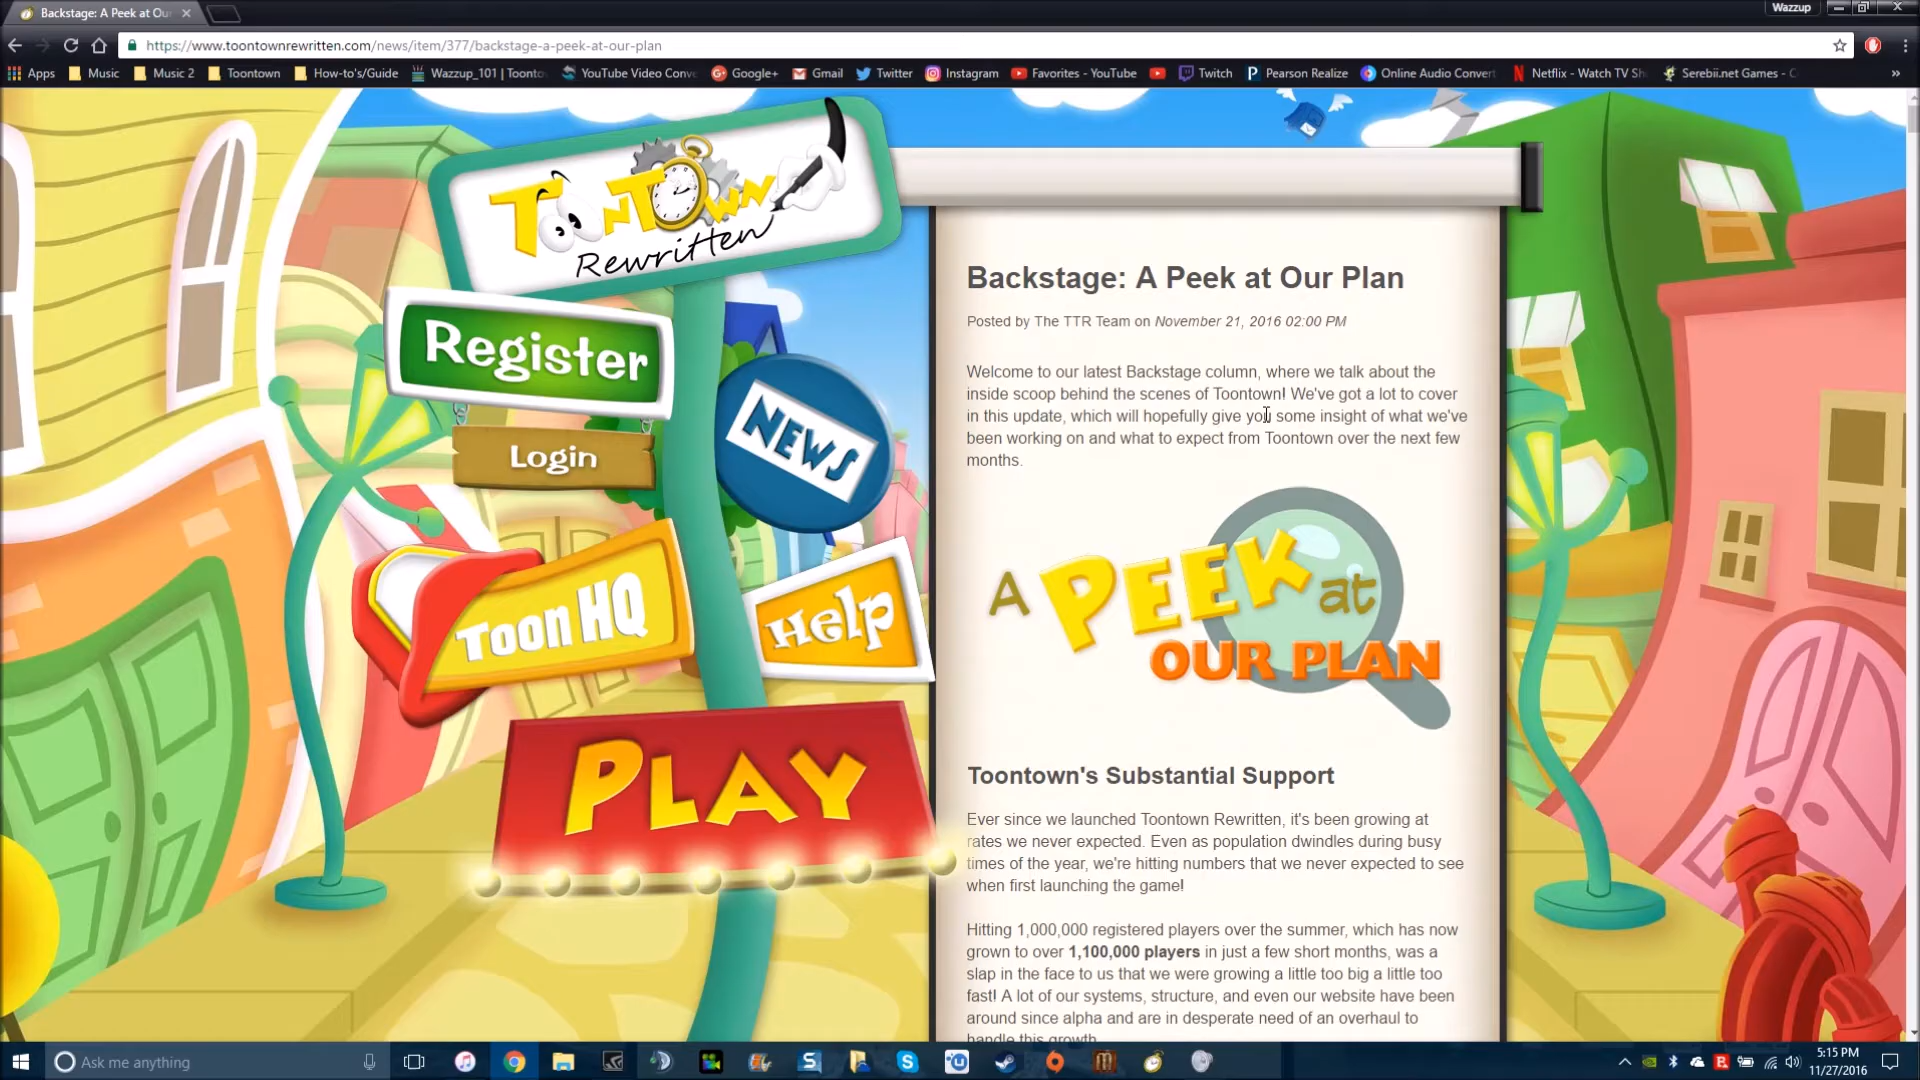 Backstage: A Peek at Ou
Wazzup
https://www.toontownrewritten.com/news/item/377/backstage-a-peek-at-our-plan
Apps Music Music 2 Toontown How-to's/Guide Wazzup_101 | Toonto YouTube Video Conv Google+ Gmail Twitter Instagram Favorites - YouTube Twitch Pearson Realize Online Audio Convert Netflix - Watch TV Sh Serebii.net Games - C
TOONTOWN
Rewritten
Register
Login
NEWS
Toon HQ
Help
PLAY
Backstage: A Peek at Our Plan
Posted by The TTR Team on November 21, 2016 02:00 PM
Welcome to our latest Backstage column, where we talk about the
inside scoop behind the scenes of Toontown! We've got a lot to cover
in this update, which will hopefully give you some insight of what we've
been working on and what to expect from Toontown over the next few
months.
A PEEK at
OUR PLAN
Toontown's Substantial Support
Ever since we launched Toontown Rewritten, it's been growing at
rates we never expected. Even as population dwindles during busy
times of the year, we're hitting numbers that we never expected to see
when first launching the game!
Hitting 1,000,000 registered players over the summer, which has now
grown to over 1,100,000 players in just a few short months, was a
slap in the face to us that we were growing a little too big a little too
fast! A lot of our systems, structure, and even our website have been
around since alpha and are in desperate need of an overhaul to
handle this growth.
Ask me anything
5:15 PM
11/27/2016